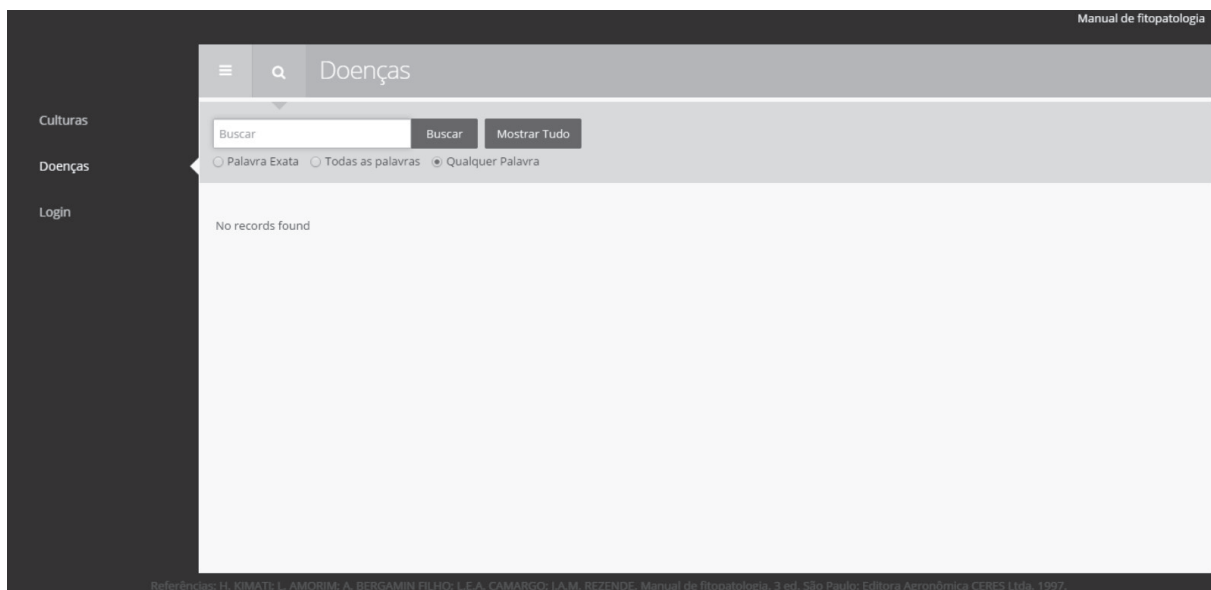 Manual de fitopatologia
Doenças
Culturas
Doenças
Login
Buscar Buscar Mostrar Tudo
Palavra Exata Todas as palavras Qualquer Palavra
No records found
Referências: H. KIMATI; L. AMORIM; A. BERGAMIN FILHO; L.E.A. CAMARGO; J.A.M. REZENDE. Manual de fitopatologia. 3 ed. São Paulo: Editora Agronômica CERES Ltda. 1997.